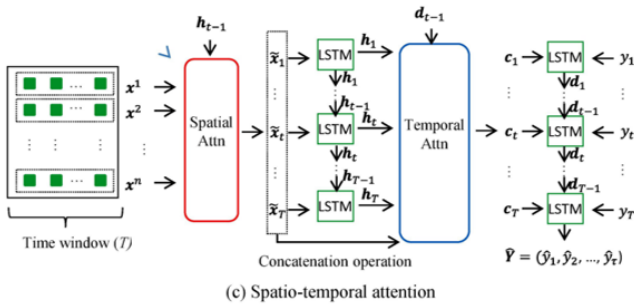 h_{t-1}
d_{t-1}
x^1
x^2
...
x^n
Time window (T)
Spatial
Attn
x̃_1
x̃_t
x̃_T
LSTM
h_1
h_1
h_{t-1}
LSTM
h_t
h_t
h_{T-1}
LSTM
h_T
Concatenation operation
Temporal
Attn
c_1
LSTM
y_1
d_1
d_{t-1}
c_t
LSTM
y_t
d_t
d_{T-1}
c_T
LSTM
y_T
Ŷ = (ŷ_1, ŷ_2, ..., ŷ_τ)
(c) Spatio-temporal attention